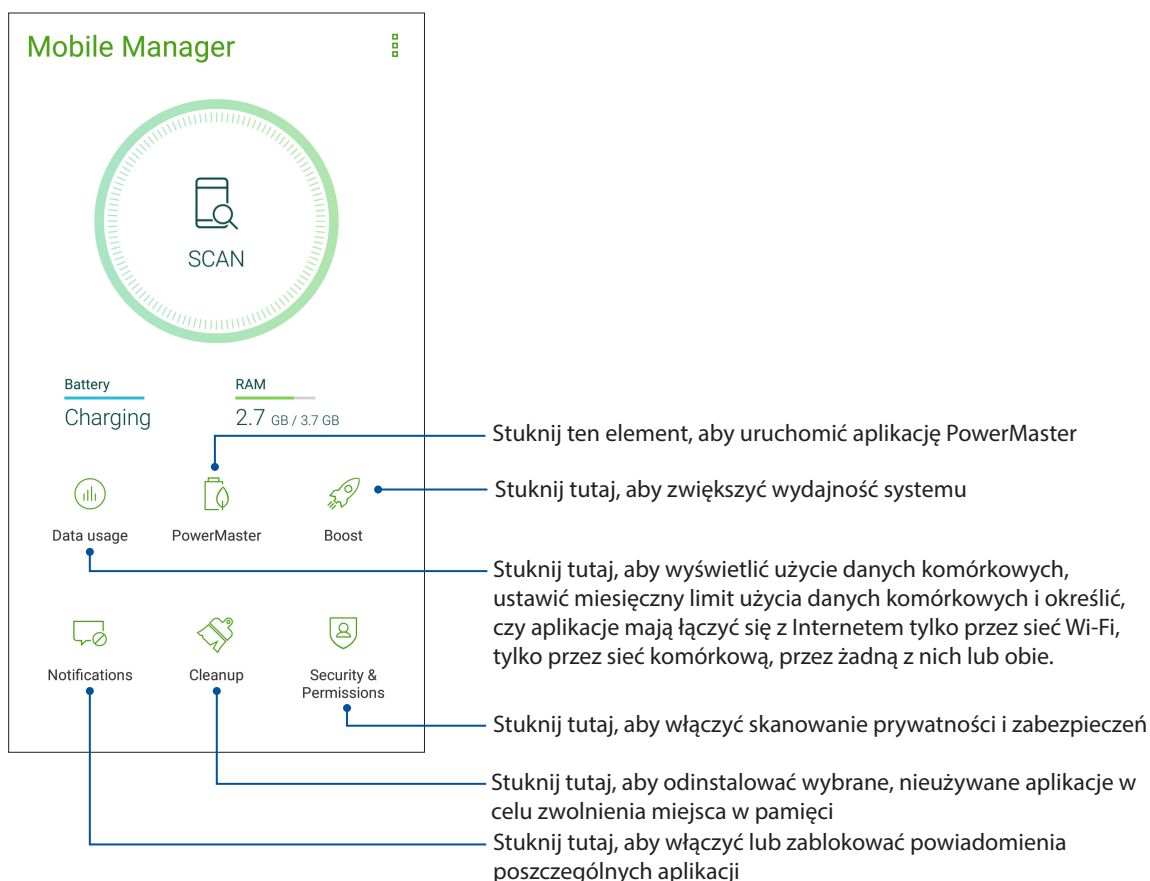 Mobile Manager
SCAN
Battery
Charging
RAM
2.7 GB / 3.7 GB
Stuknij ten element, aby uruchomić aplikację PowerMaster
Stuknij tutaj, aby zwiększyć wydajność systemu
Data usage
PowerMaster
Boost
Stuknij tutaj, aby wyświetlić użycie danych komórkowych,
ustawić miesięczny limit użycia danych komórkowych i określić,
czy aplikacje mają łączyć się z Internetem tylko przez sieć Wi-Fi,
tylko przez sieć komórkową, przez żadną z nich lub obie.
Notifications
Cleanup
Security &
Permissions
Stuknij tutaj, aby włączyć skanowanie prywatności i zabezpieczeń
Stuknij tutaj, aby odinstalować wybrane, nieużywane aplikacje w
celu zwolnienia miejsca w pamięci
Stuknij tutaj, aby włączyć lub zablokować powiadomienia
poszczególnych aplikacji